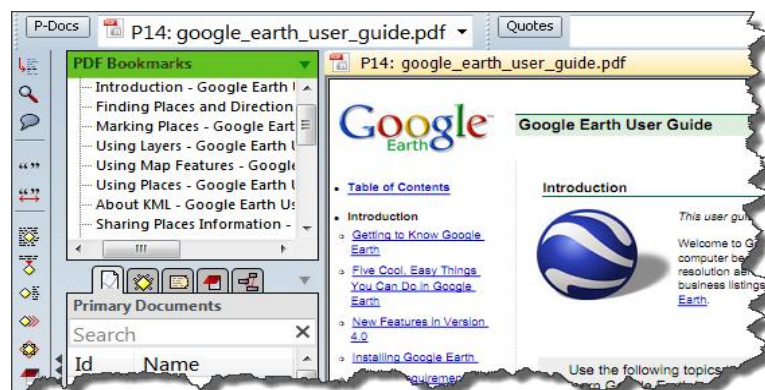 P-Docs
P14: google_earth_user_guide.pdf
Quotes
PDF Bookmarks
Introduction - Google Earth
Finding Places and Direction
Marking Places - Google Eart
Using Layers - Google Earth
Using Map Features - Google
Using Places - Google Earth
About KML - Google Earth Us
Sharing Places Information -
Primary Documents
Search
Id Name
P14: google_earth_user_guide.pdf
Google
Earth
Google Earth User Guide
Table of Contents
Introduction
Getting to Know Google
Earth
Five Cool, Easy Things
You Can Do in Google
Earth
New Features in Version
4.0
Installing Google Earth
Introduction
This user
Welcome to
computer
resolution
business listings
Earth.
Use the following topics